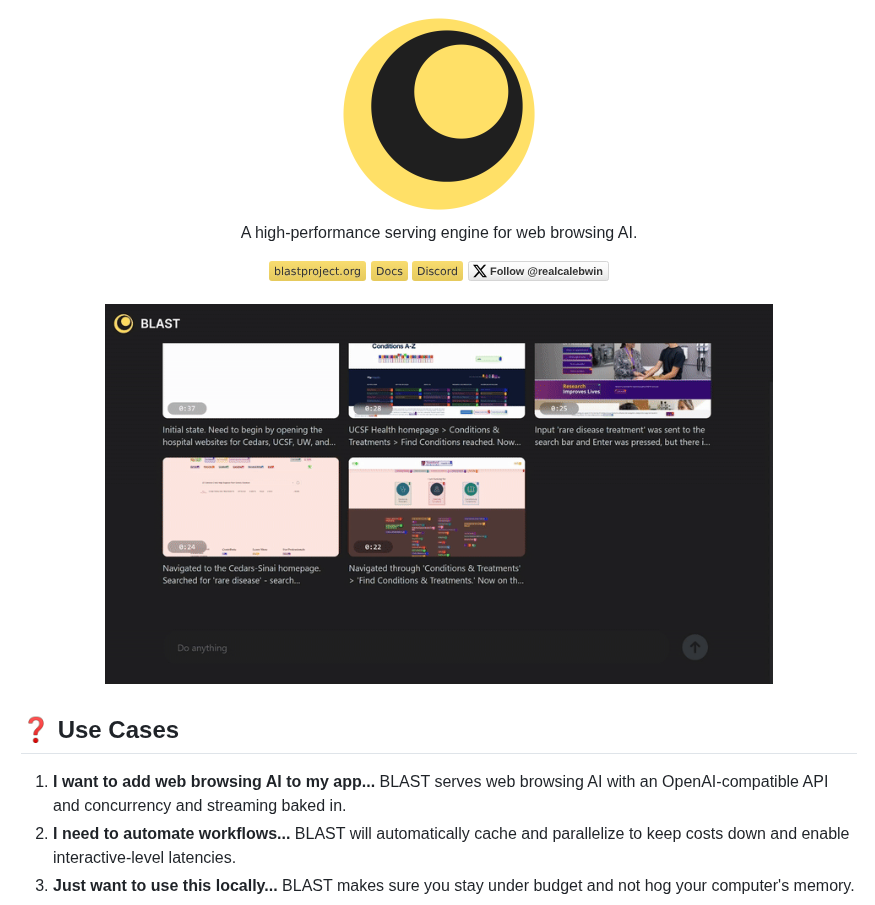 A high-performance serving engine for web browsing AI.
blastproject.org Docs Discord Follow @realcalebwin
BLAST
Conditions A-Z
Research
Improves Lives
0:37
0:28
0:25
Initial state. Need to begin by opening the
hospital websites for Cedars, UCSF, UW, and...
UCSF Health homepage > Conditions &
Treatments > Find Conditions reached. Now...
Input 'rare disease treatment' was sent to the
search bar and Enter was pressed, but there i...
0:24
0:22
Navigated to the Cedars-Sinai homepage.
Searched for 'rare disease' - search...
Navigated through 'Conditions & Treatments'
> 'Find Conditions & Treatments.' Now on th...
Do anything
❓ Use Cases
1. I want to add web browsing AI to my app... BLAST serves web browsing AI with an OpenAI-compatible API
and concurrency and streaming baked in.
2. I need to automate workflows... BLAST will automatically cache and parallelize to keep costs down and enable
interactive-level latencies.
3. Just want to use this locally... BLAST makes sure you stay under budget and not hog your computer's memory.